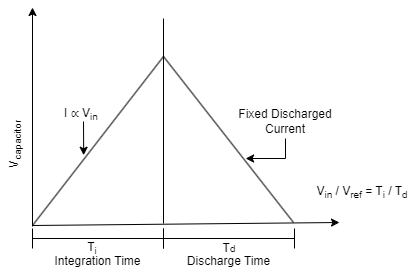 I ∝ V_in
Fixed Discharged
Current
V_capacitor
V_in / V_ref = T_i / T_d
T_i
Integration Time
T_d
Discharge Time